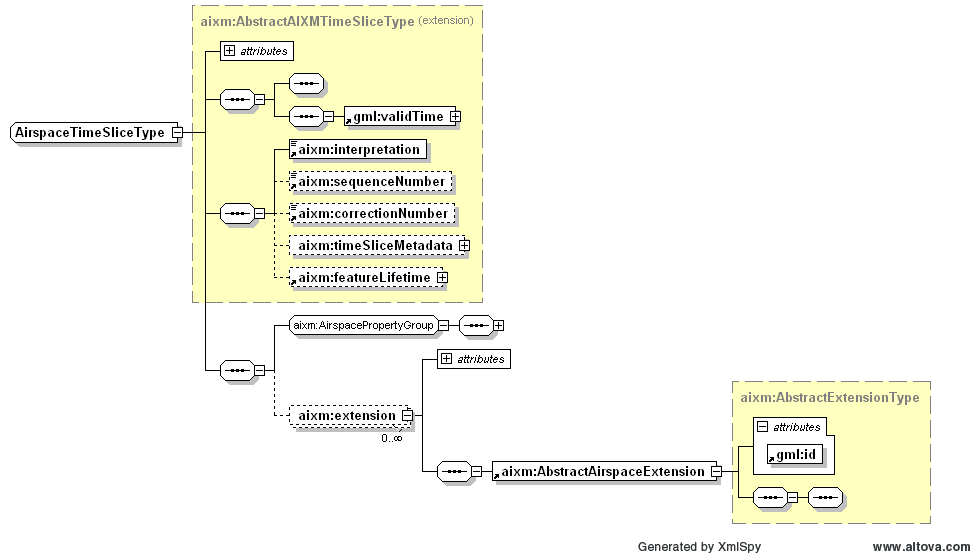 aixm:AbstractAIXMTimeSliceType (extension)
attributes
gml:validTime
AirspaceTimeSliceType
aixm:interpretation
aixm:sequenceNumber
aixm:correctionNumber
aixm:timeSliceMetadata
aixm:featureLifetime
aixm:AirspacePropertyGroup
attributes
aixm:extension
0..∞
aixm:AbstractAirspaceExtension
aixm:AbstractExtensionType
attributes
gml:id
Generated by XmlSpy
www.altova.com